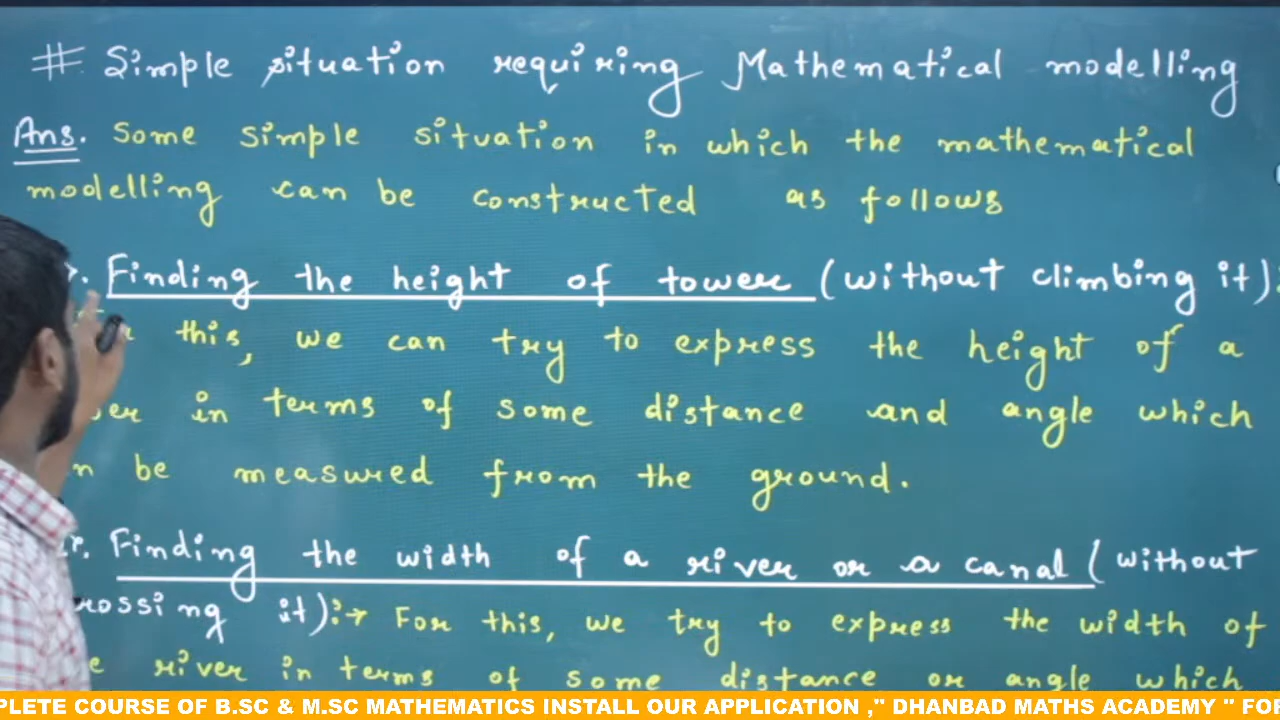 # Simple situation requiring Mathematical modelling
Ans. Some simple situation in which the mathematical
modelling can be constructed as follows
Finding the height of tower (without climbing it):
this, we can try to express the height of a
in terms of some distance and angle which
be measured from the ground.
Finding the width of a river or a canal (without
crossing it):→ For this, we try to express the width of
river in terms of some distance or angle which
PLETE COURSE OF B.SC & M.SC MATHEMATICS INSTALL OUR APPLICATION ," DHANBAD MATHS ACADEMY " FOR